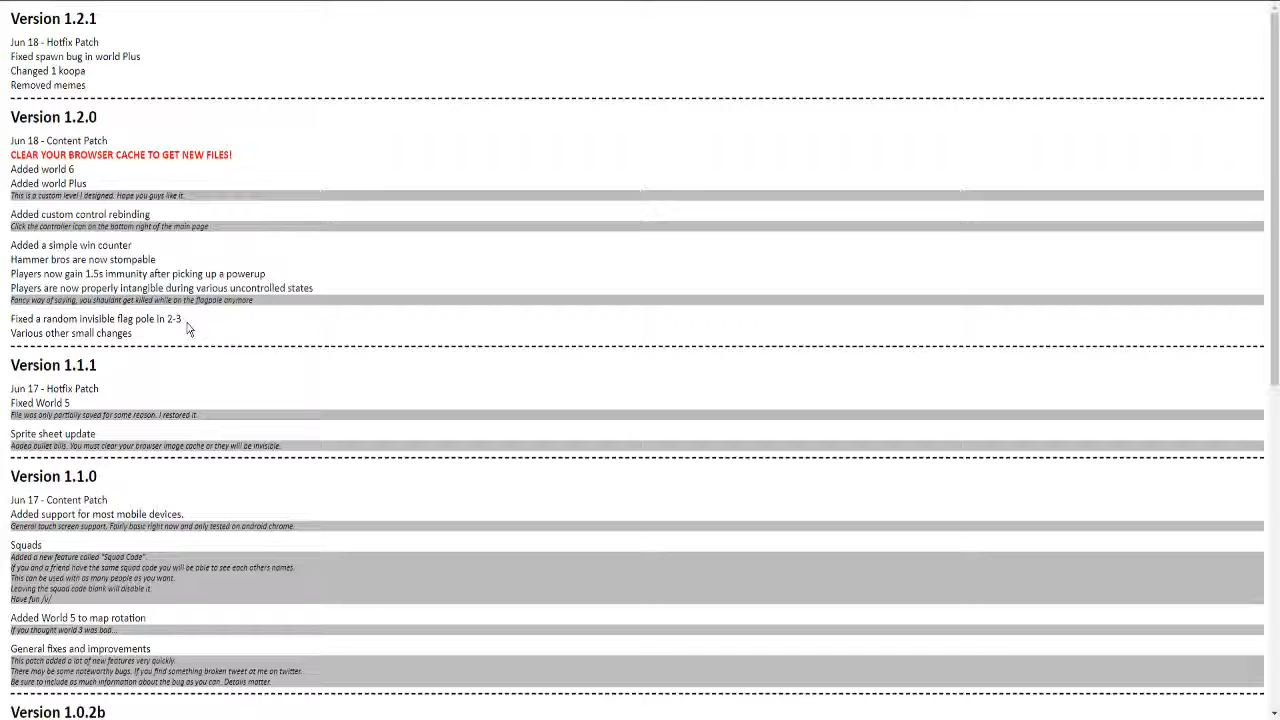 Version 1.2.1
Jun 18 - Hotfix Patch
Fixed spawn bug in world Plus
Changed 1 koopa
Removed memes
Version 1.2.0
Jun 18 - Content Patch
CLEAR YOUR BROWSER CACHE TO GET NEW FILES!
Added world 6
Added world Plus
This is a custom level I designed. Hope you guys like it.
Added custom control rebinding
Click the controller icon on the bottom right of the main page
Added a simple win counter
Hammer bros are now stompable
Players now gain 1.5s immunity after picking up a powerup
Players are now properly intangible during various uncontrolled states
Fancy way of saying, you shouldnt get killed while on the flagpole anymore
Fixed a random invisible flag pole in 2-3
Various other small changes
Version 1.1.1
Jun 17 - Hotfix Patch
Fixed World 5
File was only partially saved for some reason. I restored it.
Sprite sheet update
Added bullet bills. You must clear your browser image cache or they will be invisible.
Version 1.1.0
Jun 17 - Content Patch
Added support for most mobile devices.
General touch screen support. Fairly basic right now and only tested on android chrome.
Squads
Added a new feature called "Squad Code".
If you and a friend have the same squad code you will be able to see each others names.
This can be used with as many people as you want.
Leaving the squad code blank will disable it.
Have fun /v/
Added World 5 to map rotation
If you thought world 3 was bad...
General fixes and improvements
This patch added a lot of new features very quickly.
There may be some noteworthy bugs. If you find something broken tweet at me on twitter.
Be sure to include as much information about the bug as you can. Details matter.
Version 1.0.2b